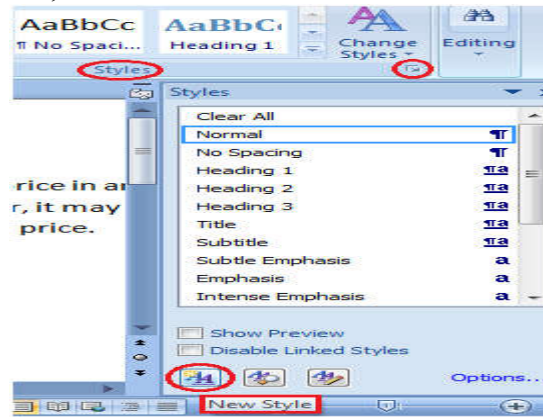 AaBbCc AaBbC
¶ No Spaci... Heading 1 Change Styles Editing
Styles
Styles
Clear All
Normal
No Spacing
Heading 1
Heading 2
Heading 3
Title
Subtitle
Subtle Emphasis
Emphasis
Intense Emphasis
rice in a
r, it may
price.
Show Preview
Disable Linked Styles
Options..
New Style